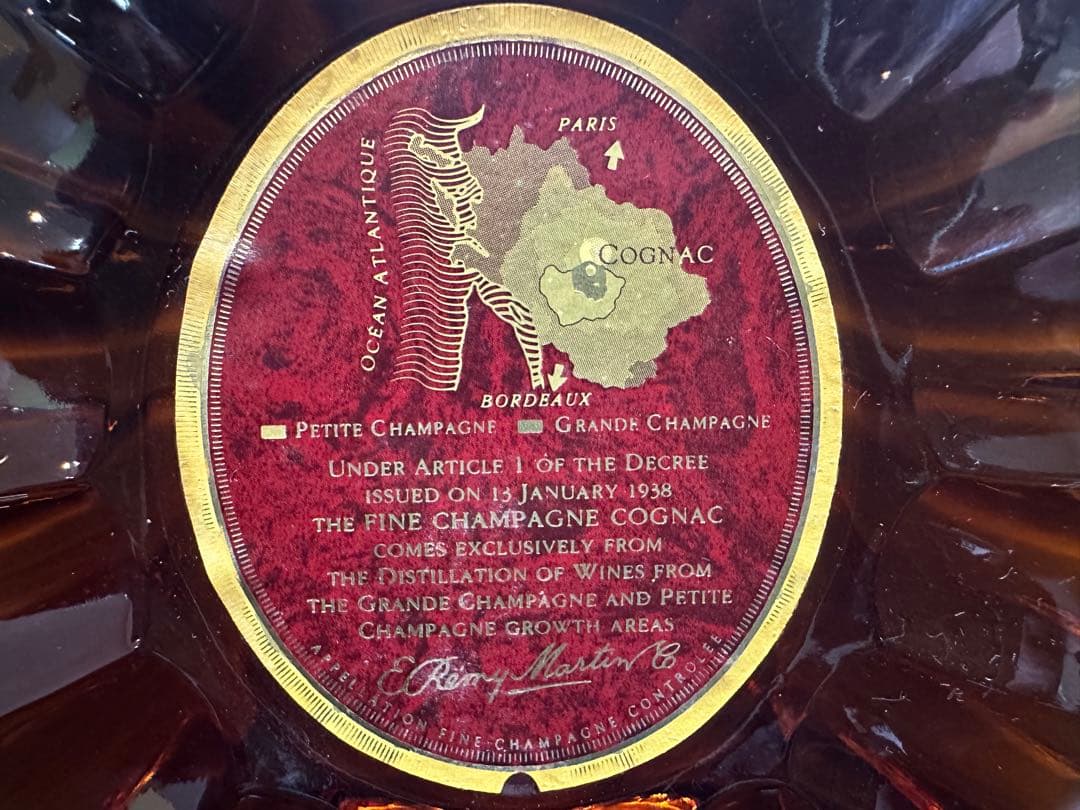 PARIS
OCÉAN ATLANTIQUE
COGNAC
BORDEAUX
PETITE CHAMPAGNE GRANDE CHAMPAGNE
UNDER ARTICLE 1 OF THE DECREE
ISSUED ON 13 JANUARY 1938
THE FINE CHAMPAGNE COGNAC
COMES EXCLUSIVELY FROM
THE DISTILLATION OF WINES FROM
THE GRANDE CHAMPAGNE AND PETITE
CHAMPAGNE GROWTH AREAS
E. Rémy Martin & Co
APPELLATION FINE CHAMPAGNE CONTROLEE